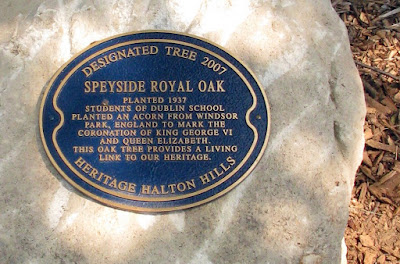 DESIGNATED TREE 2007
SPEYSIDE ROYAL OAK
PLANTED 1937
STUDENTS OF DUBLIN SCHOOL
PLANTED AN ACORN FROM WINDSOR
PARK, ENGLAND TO MARK THE
CORONATION OF KING GEORGE VI
AND QUEEN ELIZABETH.
THIS OAK TREE PROVIDES A LIVING
LINK TO OUR HERITAGE.
HERITAGE HALTON HILLS